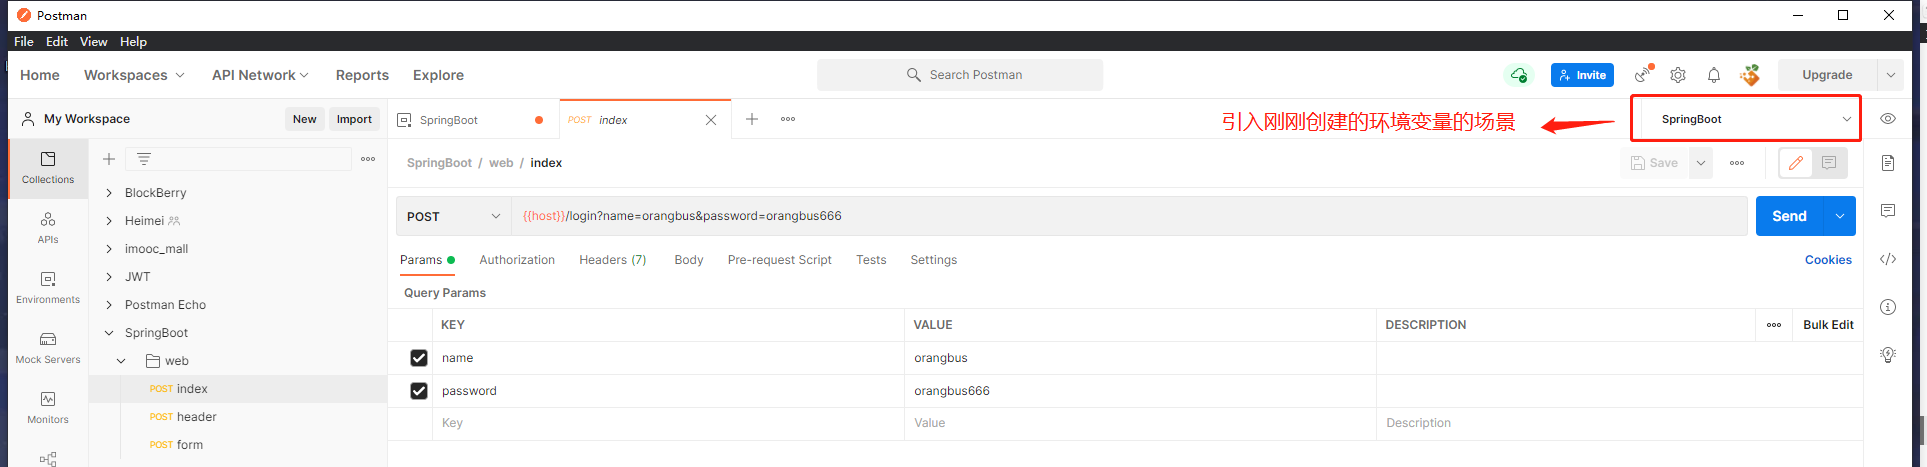 Postman
File Edit View Help
Home Workspaces API Network Reports Explore Search Postman Invite Upgrade
My Workspace New Import SpringBoot POST index 引入刚刚创建的环境变量的场景 SpringBoot
Collections
APIs
Environments
Mock Servers
Monitors
BlockBerry
Heimei
imooc_mall
JWT
Postman Echo
SpringBoot
web
POST index
POST header
POST form
SpringBoot / web / index Save
POST {{host}}/login?name=orangbus&password=orangbus666 Send
Params Authorization Headers (7) Body Pre-request Script Tests Settings Cookies
Query Params
KEY VALUE DESCRIPTION Bulk Edit
name orangbus
password orangbus666
Key Value Description